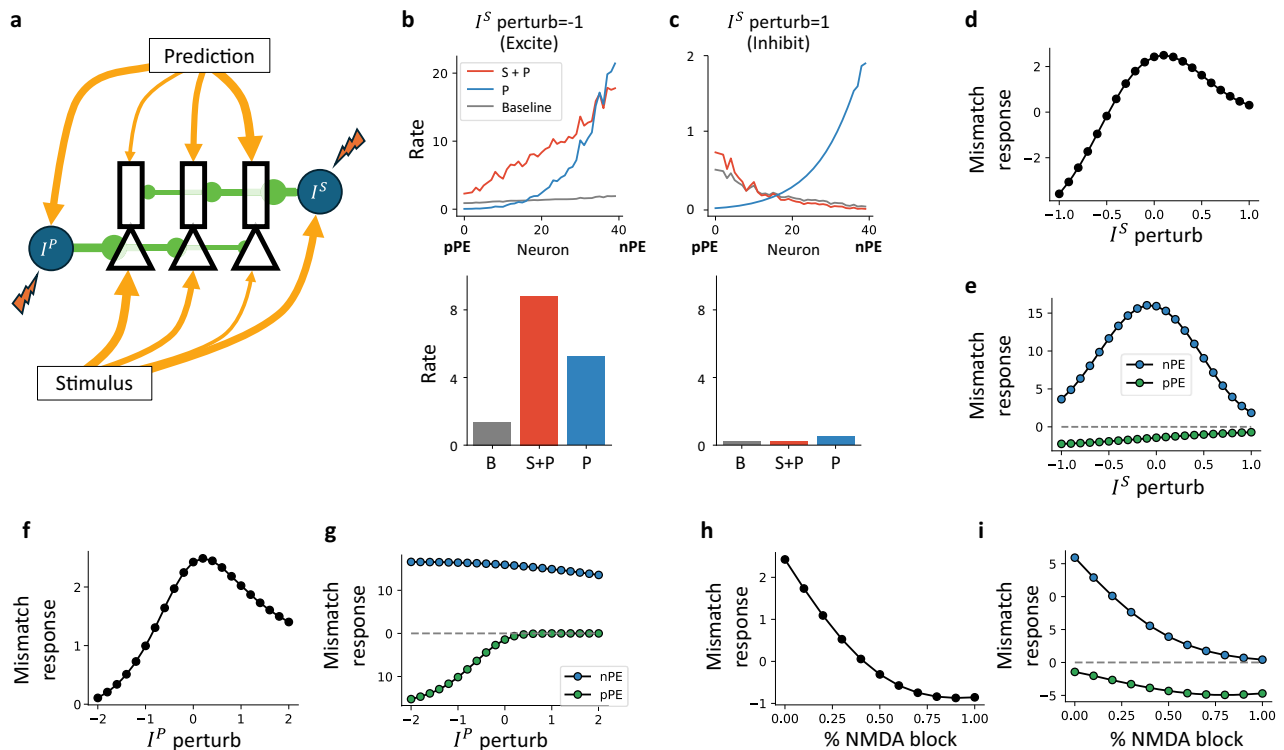 a
Prediction
I^S
I^P
Stimulus
b
I^S perturb=-1
(Excite)
S + P
P
Baseline
Rate
20
10
0
0
20
40
pPE
Neuron
nPE
Rate
8
4
0
B
S+P
P
c
I^S perturb=1
(Inhibit)
2
1
0
0
20
40
pPE
Neuron
nPE
8
4
0
B
S+P
P
d
Mismatch
response
2
0
−2
−1.0
−0.5
0.0
0.5
1.0
I^S perturb
e
Mismatch
response
15
10
5
0
nPE
pPE
−1.0
−0.5
0.0
0.5
1.0
I^S perturb
f
Mismatch
response
2
1
0
−2
−1
0
1
2
I^P perturb
g
Mismatch
response
10
0
10
nPE
pPE
−2
−1
0
1
2
I^P perturb
h
Mismatch
response
2
1
0
−1
0.00
0.25
0.50
0.75
1.00
% NMDA block
i
Mismatch
response
5
0
5
0
−5
0.00
0.25
0.50
0.75
1.00
% NMDA block